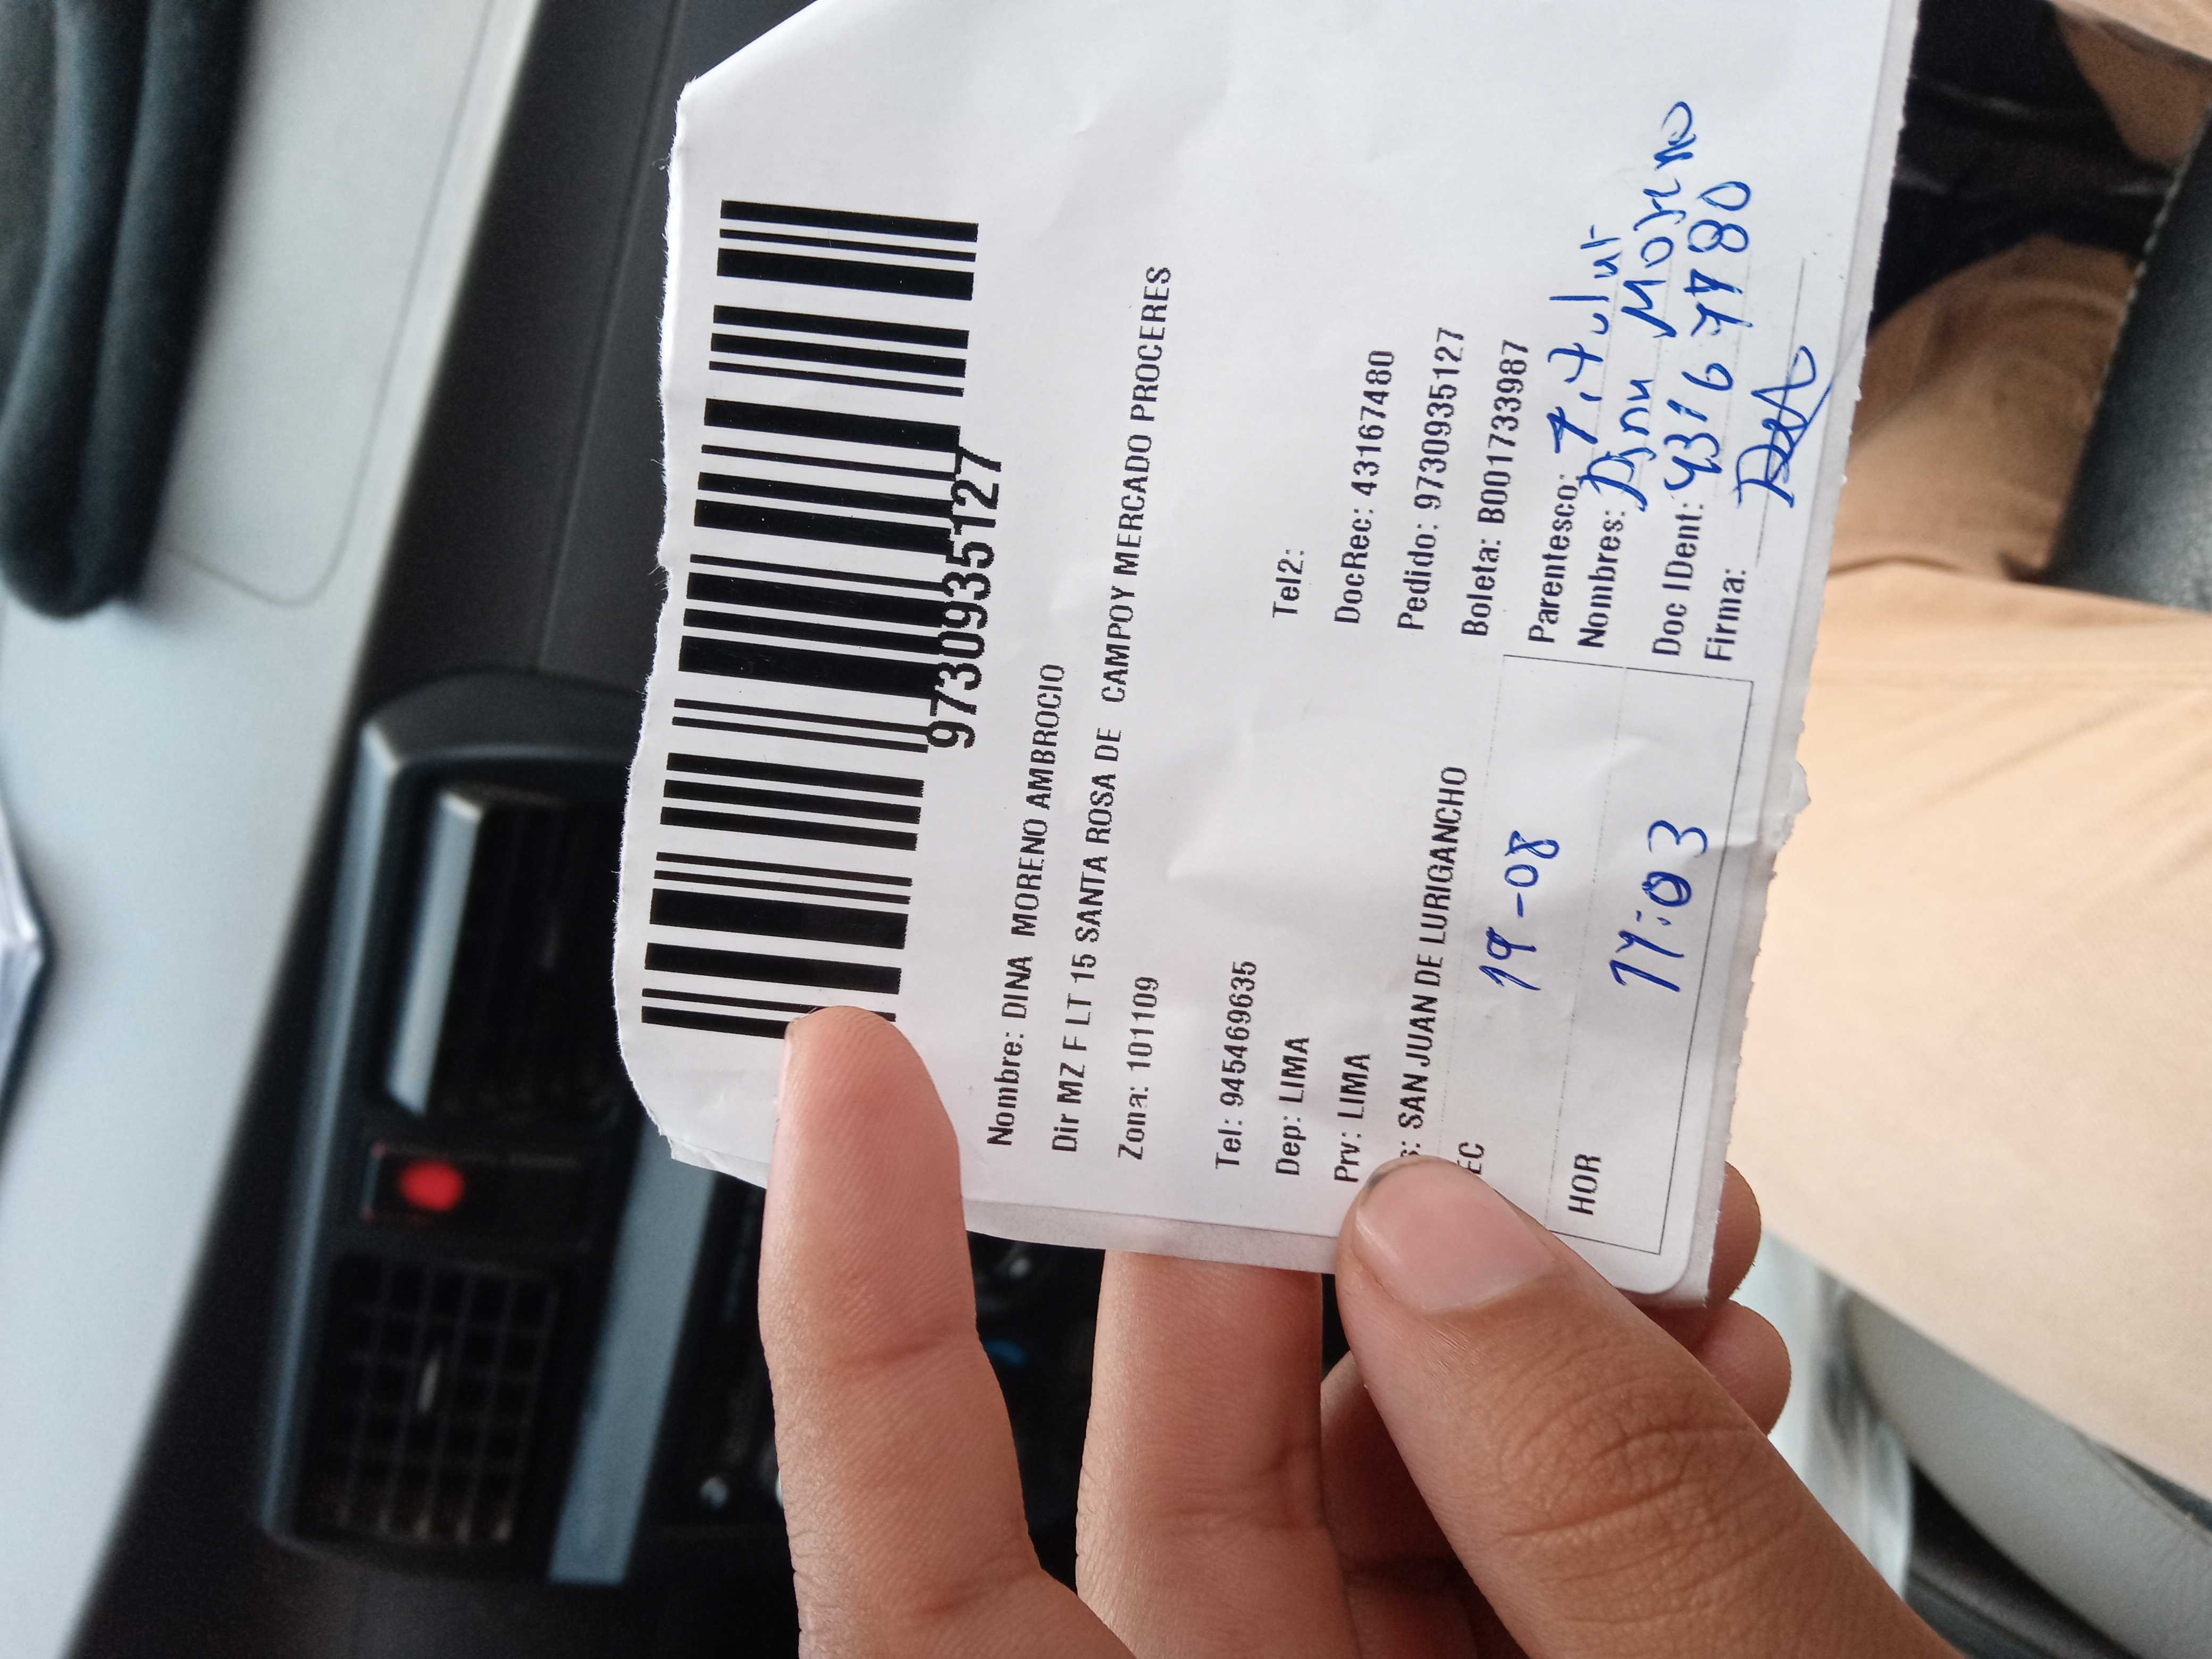 9730935127
Nombre: DINA MORENO AMBROCIO
Dir MZ F LT 15 SANTA ROSA DE CAMPOY MERCADO PROCERES
Zona: 101109
Tel: 945469635 Tel2:
Dep: LIMA DocRec: 43167480
Prv: LIMA Pedido: 9730935127
: SAN JUAN DE LURIGANCHO Boleta: B001733987
EC 19-08 Parentesco: Titular
HOR 17:03 Nombres: Dina Moreno
Doc IDent: 43167480
Firma: